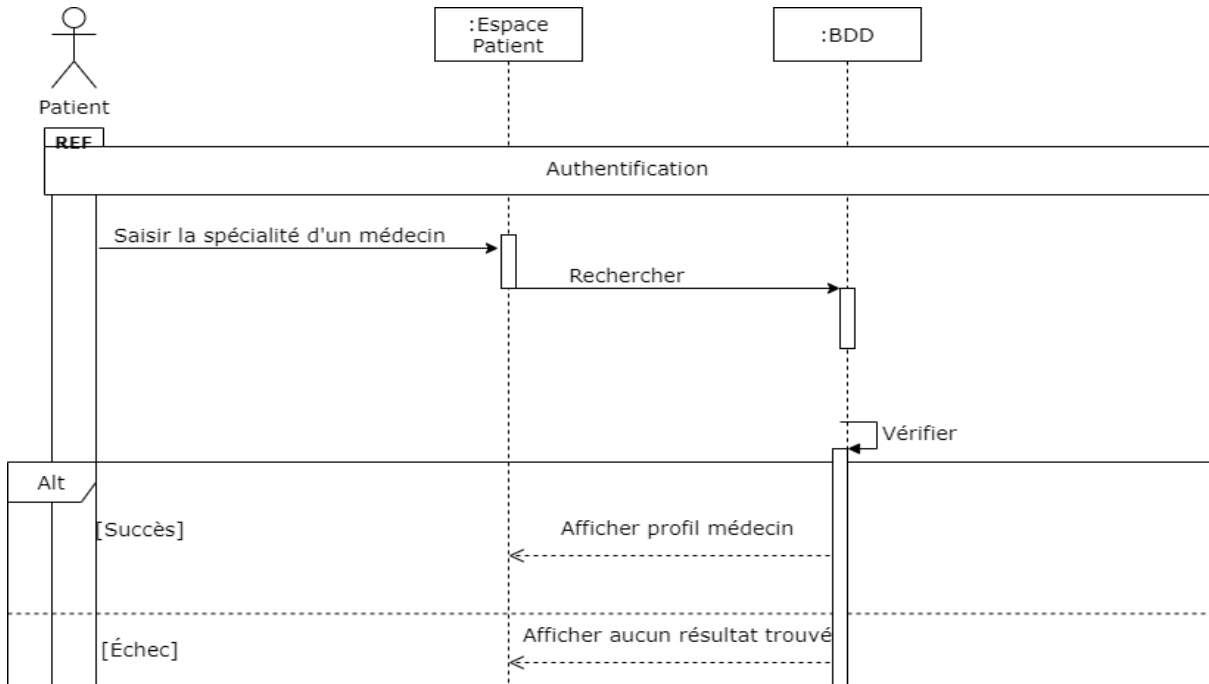 :Espace
Patient
:BDD
Patient
REF
Authentification
Saisir la spécialité d'un médecin
Rechercher
Vérifier
Alt
[Succès]
Afficher profil médecin
Afficher aucun résultat trouvé
[Échec]